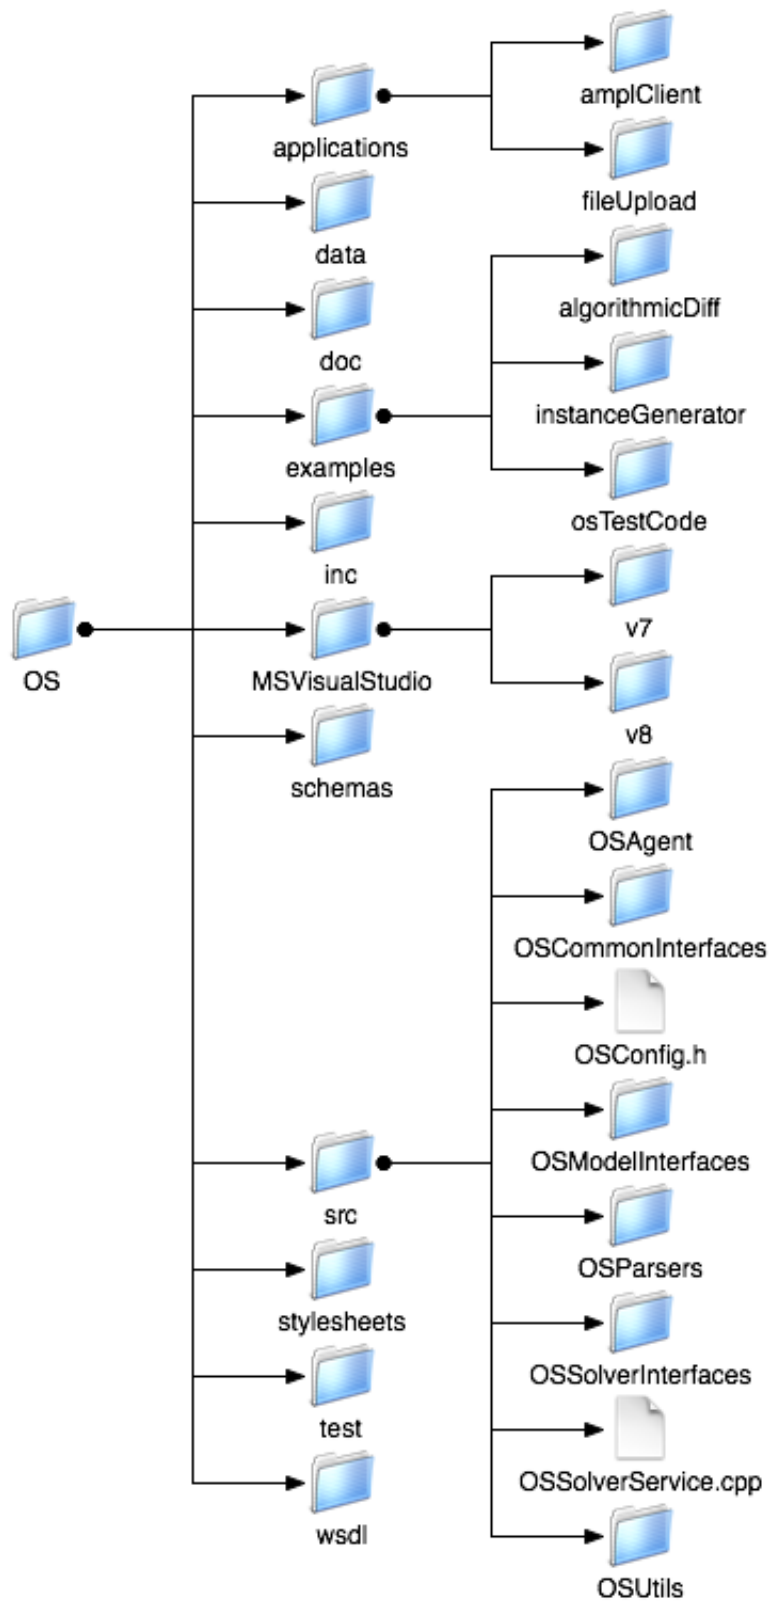 amplClient
applications
fileUpload
data
algorithmicDiff
doc
instanceGenerator
examples
osTestCode
inc
v7
OS
MSVisualStudio
v8
schemas
OSAgent
OSCommonInterfaces
OSConfig.h
OSModelInterfaces
src
OSParsers
stylesheets
OSSolverInterfaces
test
OSSolverService.cpp
wsdl
OSUtils